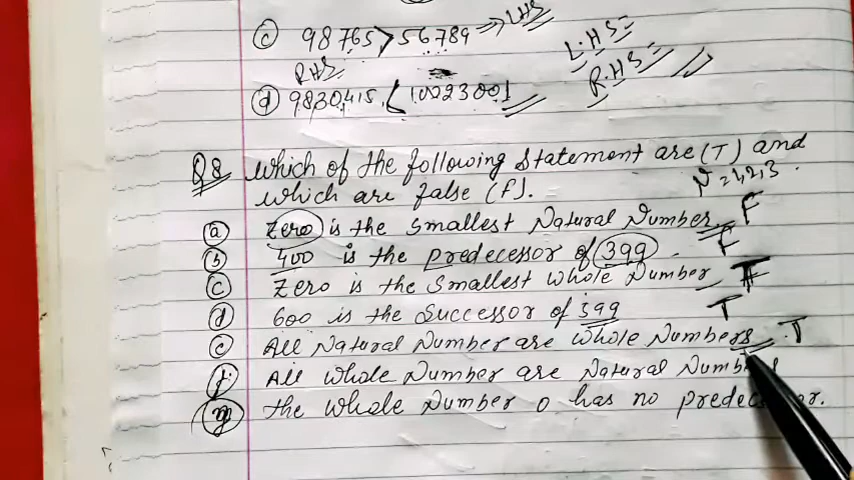 (c) 98765 > 56789 ⇒ LHS
L.H.S =
RHS
R.H.S =
(d) 9830415 < 10023001
Q8 which of the following Statement are (T) and
which are false (F).
N = 1,2,3
(a) Zero is the Smallest Natural Number F
(b) 400 is the predecessor of 399 - F
(c) Zero is the Smallest whole Number T
(d) 600 is the Successor of 599 T
(e) All Natural Number are whole Numbers . T
(f) All whole Number are Natural
(g) the whole Number 0 has no